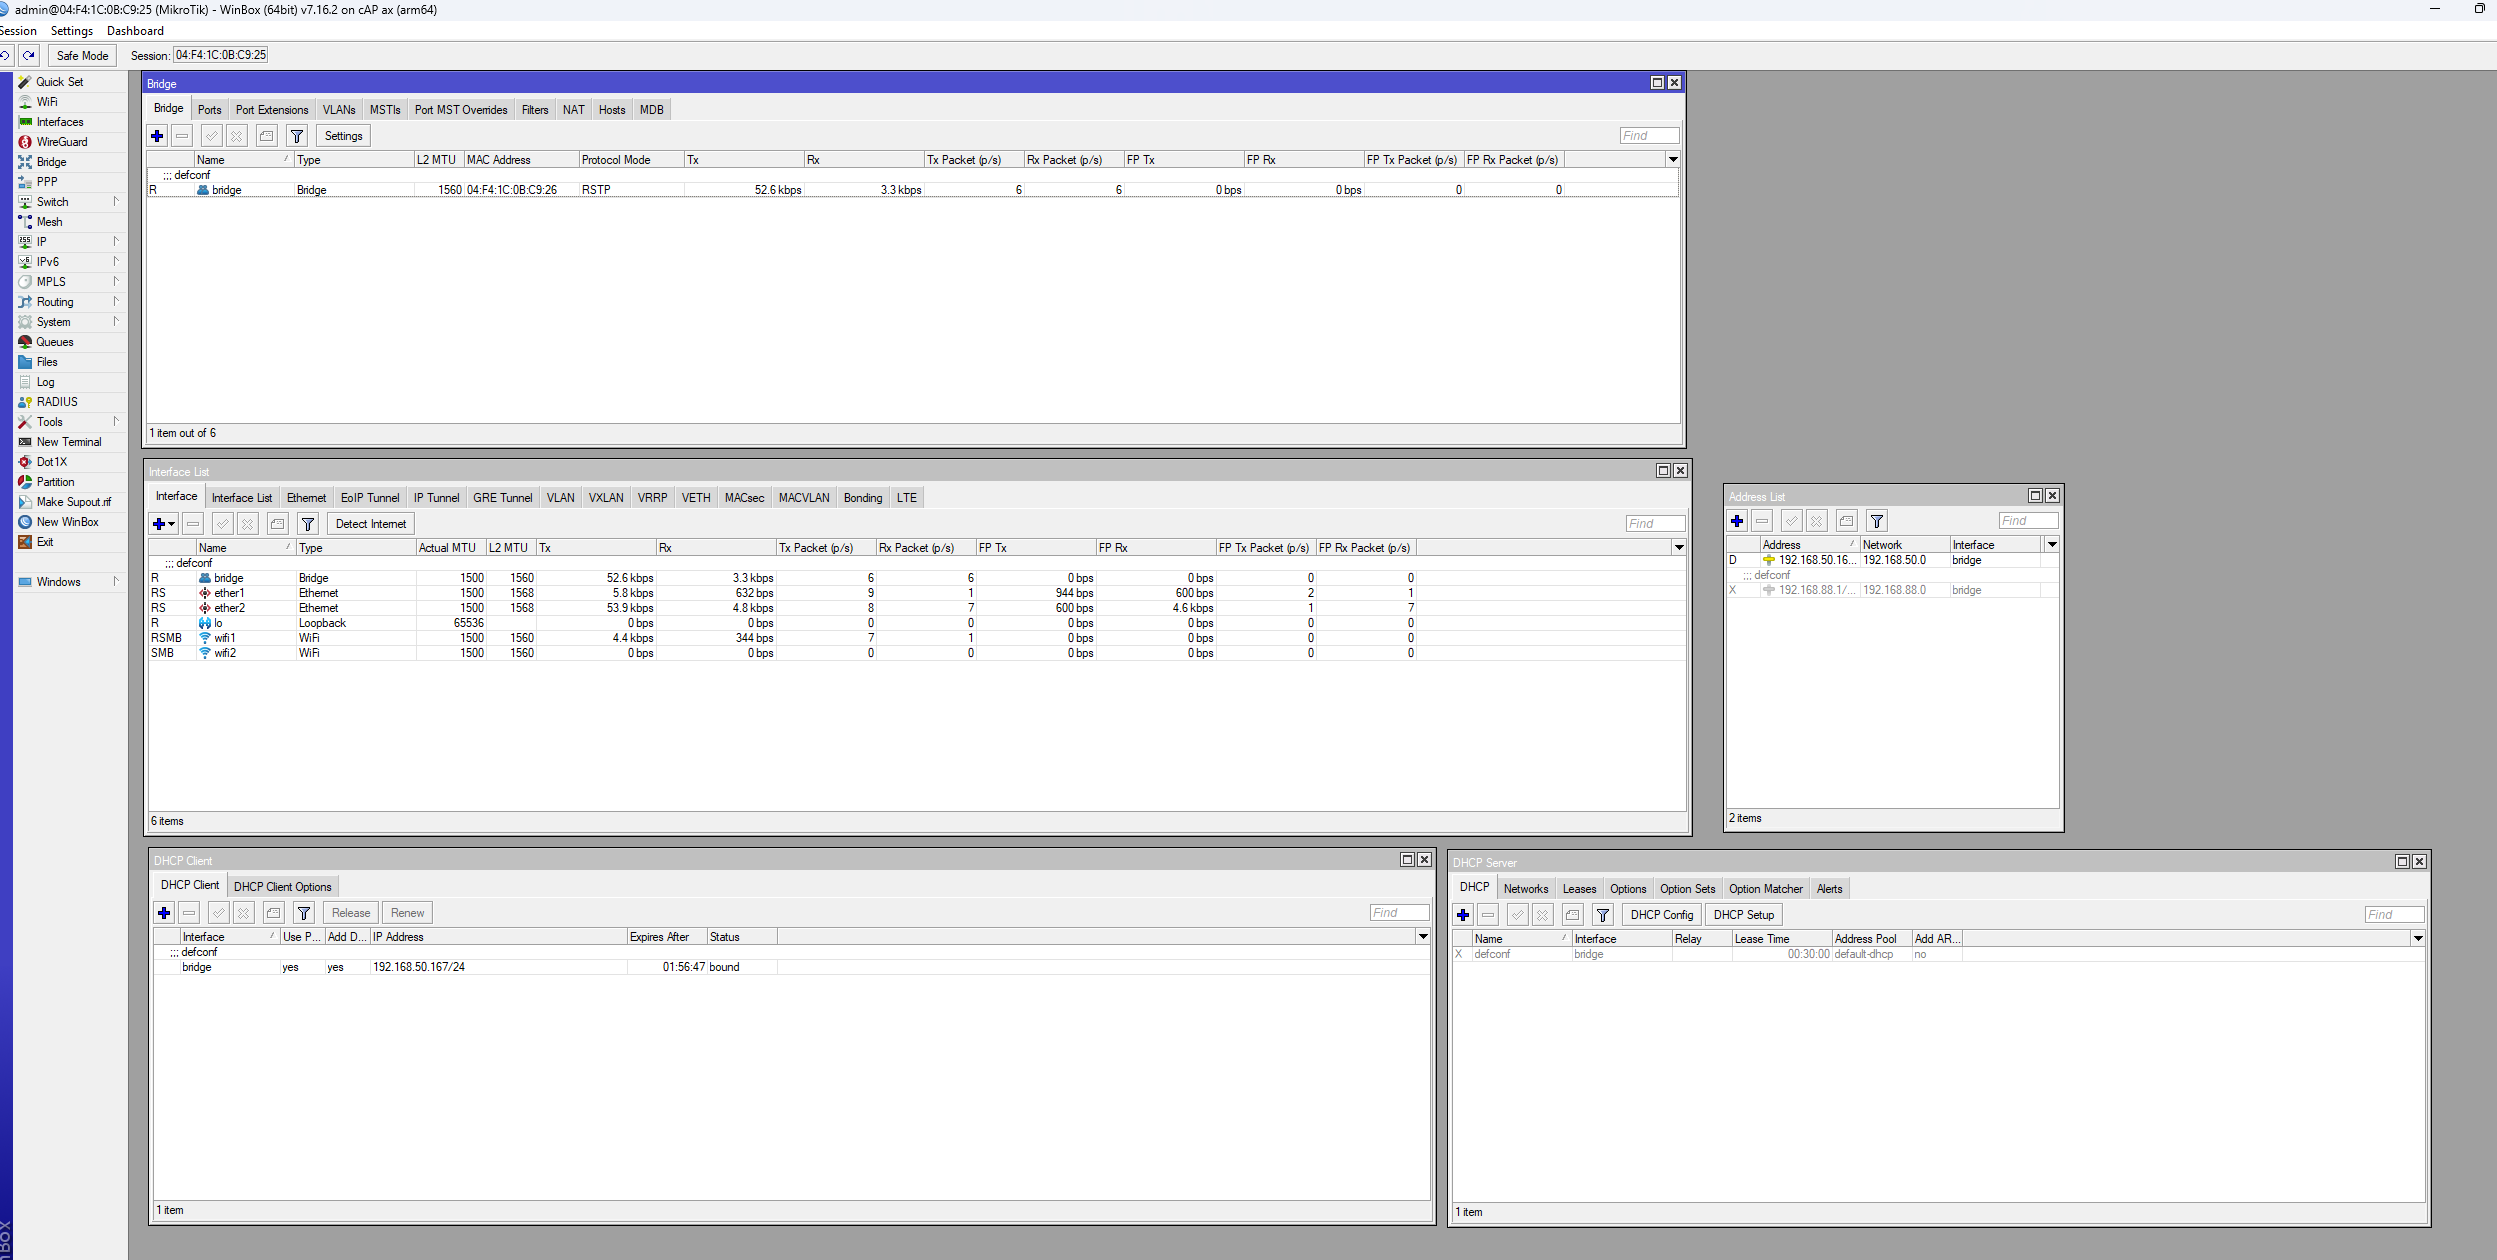 admin@04:F4:1C:0B:C9:25 (MikroTik) - WinBox (64bit) v7.16.2 on cAP ax (arm64)
Session Settings Dashboard
Safe Mode Session: 04:F4:1C:0B:C9:25
Quick Set
WiFi
Interfaces
WireGuard
Bridge
PPP
Switch
Mesh
IP
IPv6
MPLS
Routing
System
Queues
Files
Log
RADIUS
Tools
New Terminal
Dot1X
Partition
Make Supout.rif
New WinBox
Exit
Windows
Bridge
Bridge Ports Port Extensions VLANs MSTIs Port MST Overrides Filters NAT Hosts MDB
Settings Find
Name Type L2 MTU MAC Address Protocol Mode Tx Rx Tx Packet (p/s) Rx Packet (p/s) FP Tx FP Rx FP Tx Packet (p/s) FP Rx Packet (p/s)
;;; defconf
R bridge Bridge 1560 04:F4:1C:0B:C9:26 RSTP 52.6 kbps 3.3 kbps 6 6 0 bps 0 bps 0 0
1 item out of 6
Interface List
Interface Interface List Ethernet EoIP Tunnel IP Tunnel GRE Tunnel VLAN VXLAN VRRP VETH MACsec MACVLAN Bonding LTE
Detect Internet Find
Name Type Actual MTU L2 MTU Tx Rx Tx Packet (p/s) Rx Packet (p/s) FP Tx FP Rx FP Tx Packet (p/s) FP Rx Packet (p/s)
;;; defconf
R bridge Bridge 1500 1560 52.6 kbps 3.3 kbps 6 6 0 bps 0 bps 0 0
RS ether1 Ethernet 1500 1568 5.8 kbps 632 bps 9 1 944 bps 600 bps 2 1
RS ether2 Ethernet 1500 1568 53.9 kbps 4.8 kbps 8 7 600 bps 4.6 kbps 1 7
R lo Loopback 65536 0 bps 0 bps 0 0 0 bps 0 bps 0 0
RSMB wifi1 WiFi 1500 1560 4.4 kbps 344 bps 7 1 0 bps 0 bps 0 0
SMB wifi2 WiFi 1500 1560 0 bps 0 bps 0 0 0 bps 0 bps 0 0
6 items
Address List
Find
Address Network Interface
D 192.168.50.16... 192.168.50.0 bridge
;;; defconf
X 192.168.88.1/... 192.168.88.0 bridge
2 items
DHCP Client
DHCP Client DHCP Client Options
Release Renew Find
Interface Use P... Add D... IP Address Expires After Status
;;; defconf
bridge yes yes 192.168.50.167/24 01:56:47 bound
1 item
DHCP Server
DHCP Networks Leases Options Option Sets Option Matcher Alerts
DHCP Config DHCP Setup Find
Name Interface Relay Lease Time Address Pool Add AR...
X defconf bridge 00:30:00 default-dhcp no
1 item